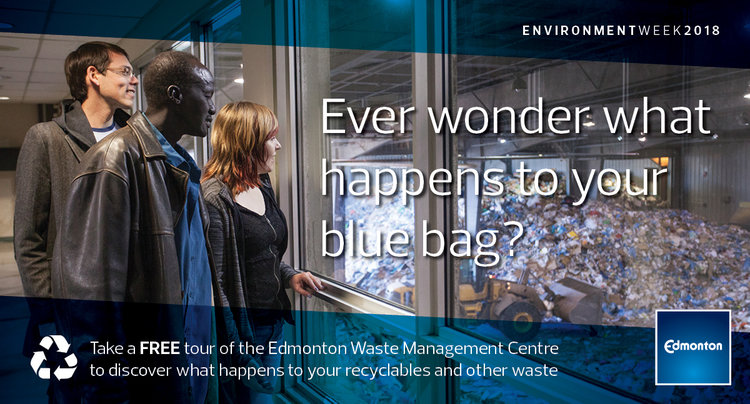 ENVIRONMENTWEEK2018
Ever wonder what
happens to your
blue bag?
Take a FREE tour of the Edmonton Waste Management Centre
to discover what happens to your recyclables and other waste
Edmonton